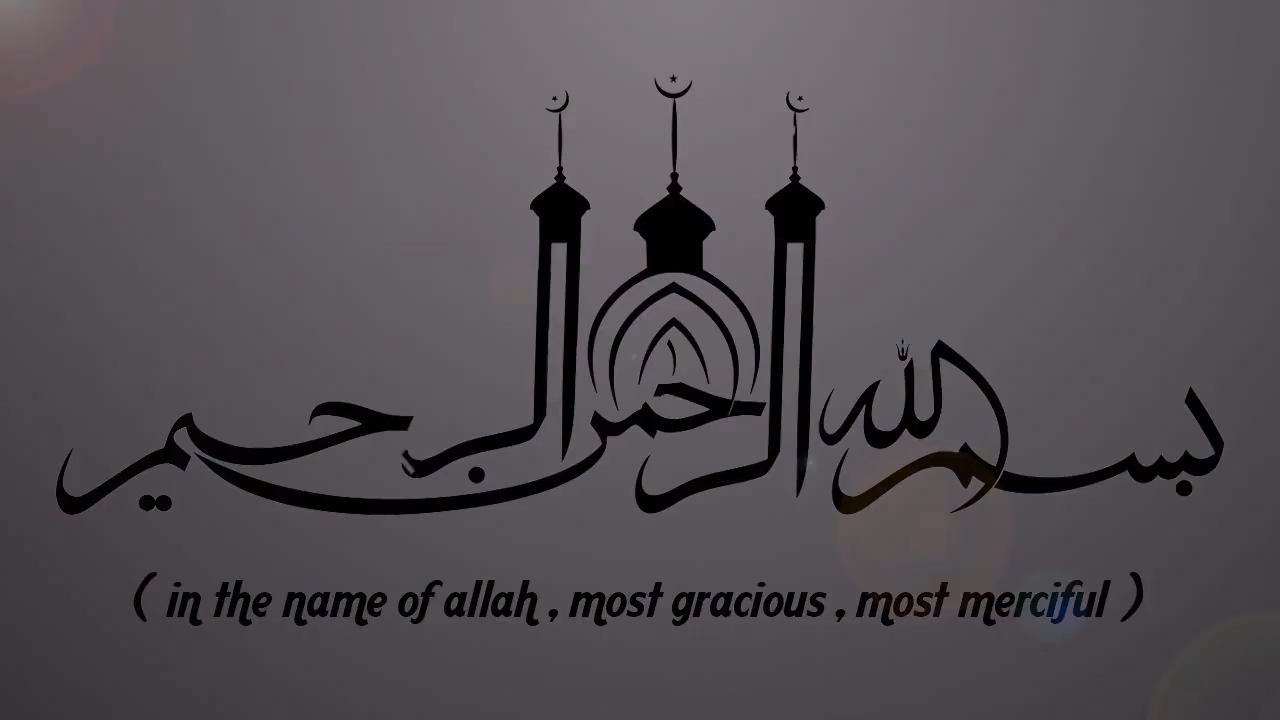 بسم الله الرحمن الرحيم
( in the name of allah , most gracious , most merciful )